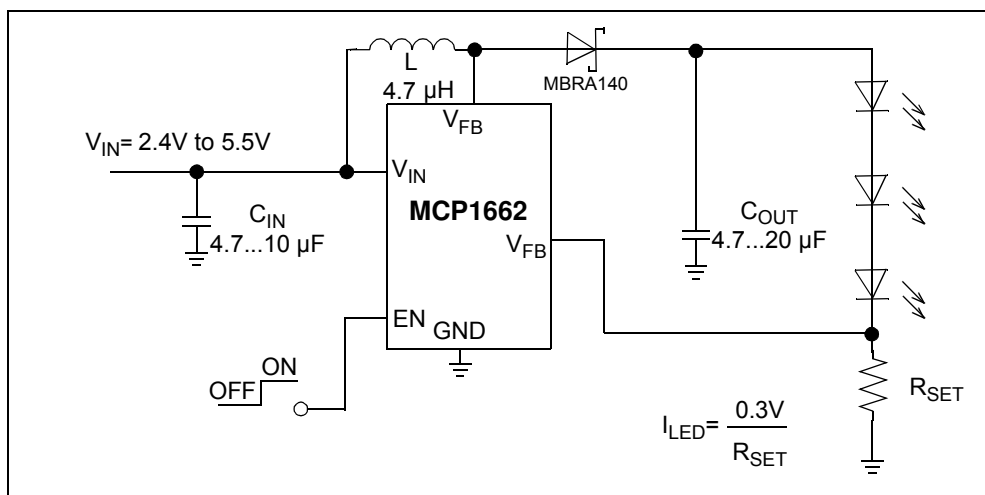 L
4.7 µH
MBRA140
V_FB
V_IN= 2.4V to 5.5V
V_IN
MCP1662
C_IN
4.7...10 µF
V_FB
C_OUT
4.7...20 µF
EN
GND
ON
OFF
R_SET
I_LED= 0.3V
R_SET